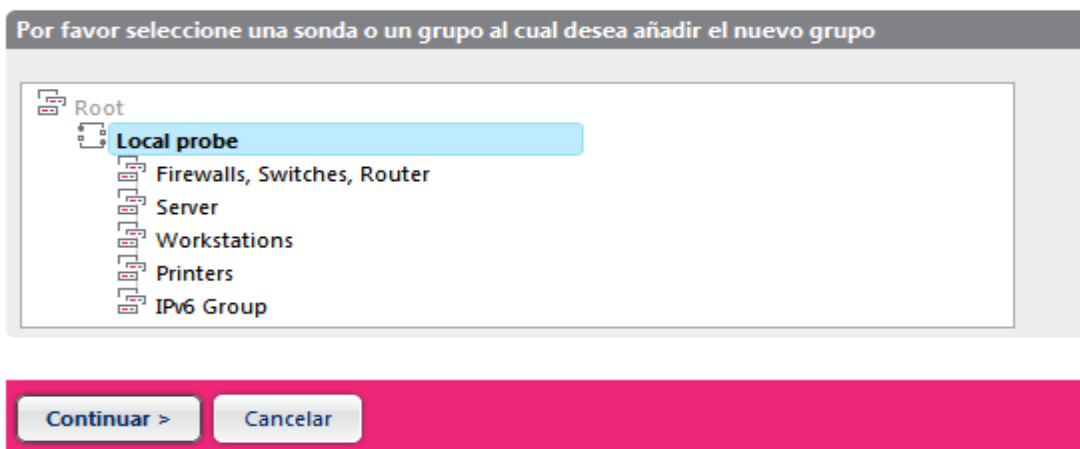 Por favor seleccione una sonda o un grupo al cual desea añadir el nuevo grupo
Root
Local probe
Firewalls, Switches, Router
Server
Workstations
Printers
IPv6 Group
Continuar >
Cancelar